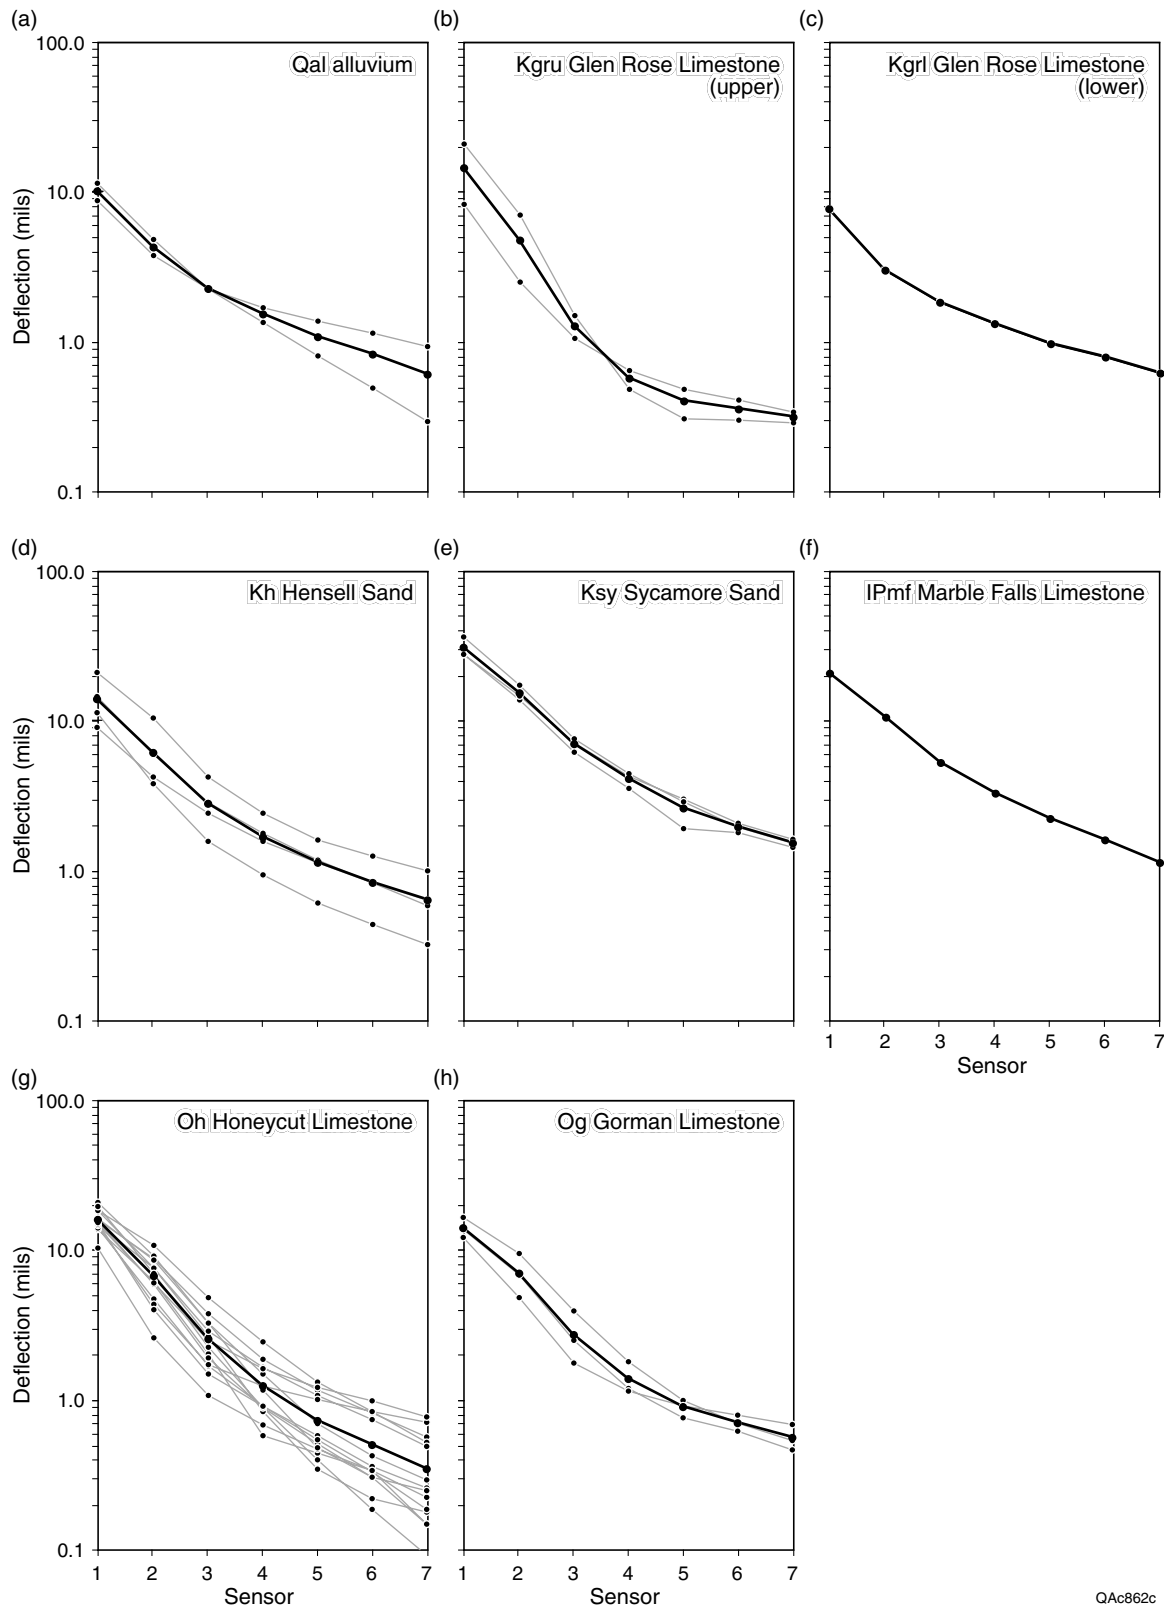 (a)
(b)
(c)
100.0
10.0
1.0
0.1
Deflection (mils)
Qal alluvium
Kgru Glen Rose Limestone
(upper)
Kgrl Glen Rose Limestone
(lower)
(d)
(e)
(f)
100.0
10.0
1.0
0.1
Deflection (mils)
Kh Hensell Sand
Ksy Sycamore Sand
IPmf Marble Falls Limestone
1 2 3 4 5 6 7
Sensor
(g)
(h)
100.0
10.0
1.0
0.1
Deflection (mils)
Oh Honeycut Limestone
Og Gorman Limestone
1 2 3 4 5 6 7
Sensor
1 2 3 4 5 6 7
Sensor
QAc862c